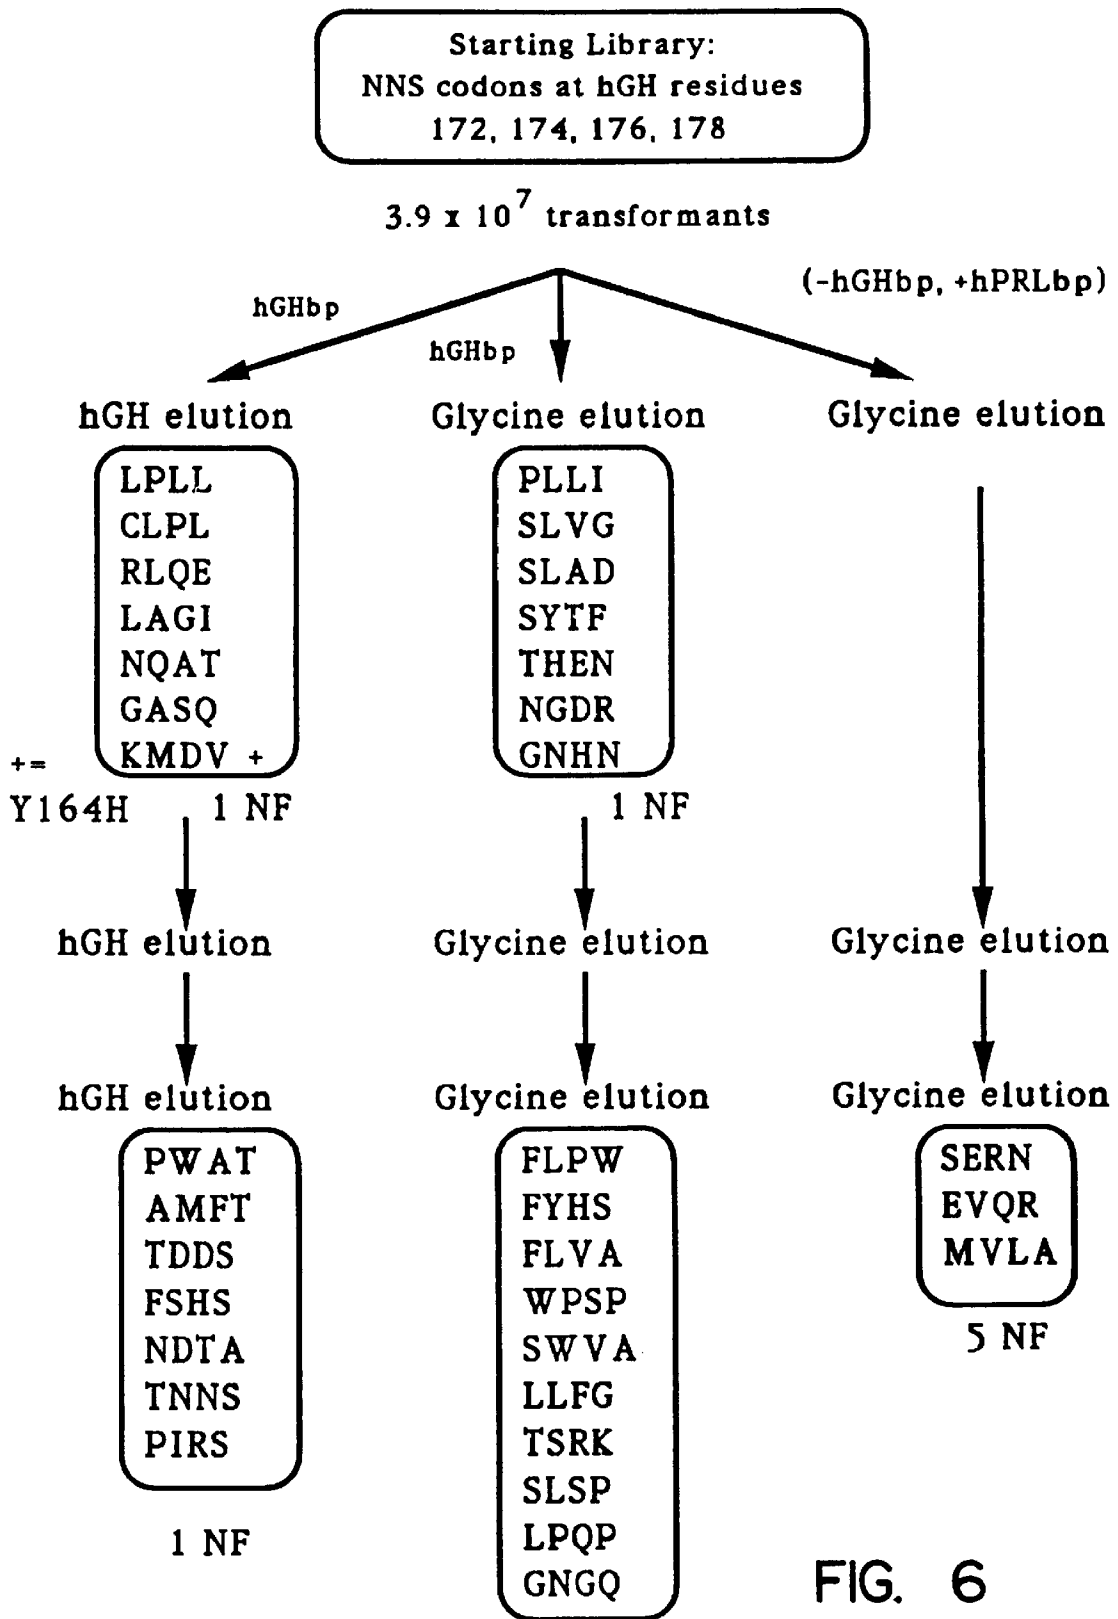 Starting Library:
NNS codons at hGH residues
172, 174, 176, 178
3.9 x 10^7 transformants
(-hGHbp, +hPRLbp)
hGHbp
hGHbp
hGH elution
Glycine elution
Glycine elution
LPLL
CLPL
RLQE
LAGI
NQAT
GASQ
KMDV +
+=
Y164H
1 NF
PLLI
SLVG
SLAD
SYTF
THEN
NGDR
GNHN
1 NF
hGH elution
Glycine elution
Glycine elution
hGH elution
Glycine elution
Glycine elution
PWAT
AMFT
TDDS
FSHS
NDTA
TNNS
PIRS
1 NF
FLPW
FYHS
FLVA
WPSP
SWVA
LLFG
TSRK
SLSP
LPQP
GNGQ
SERN
EVQR
MVLA
5 NF
FIG. 6